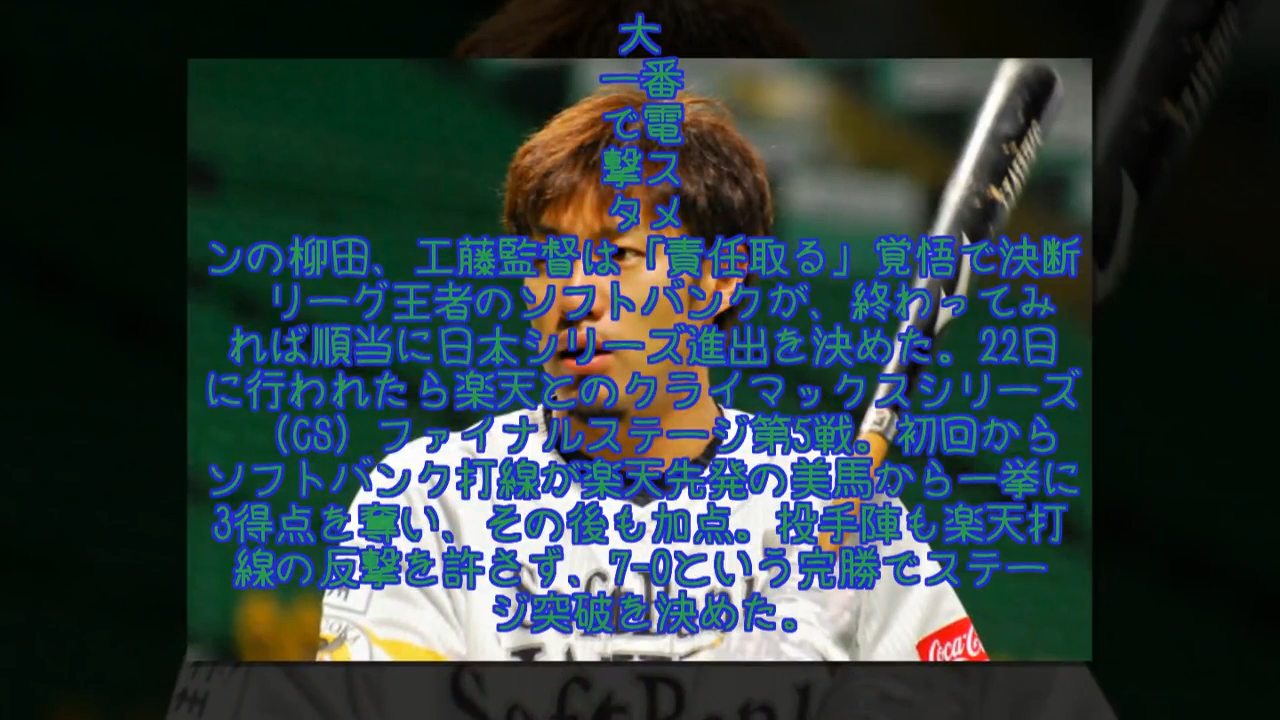 大
一番
で電
撃ス
タメ
ンの柳田、工藤監督は「責任取る」覚悟で決断
リーグ王者のソフトバンクが、終わってみ
れば順当に日本シリーズ進出を決めた。22日
に行われたら楽天とのクライマックスシリーズ
（CS）ファイナルステージ第5戦。初回から
ソフトバンク打線が楽天先発の美馬から一挙に
3得点を奪い、その後も加点。投手陣も楽天打
線の反撃を許さず、7-0という完勝でステー
ジ突破を決めた。
SoftBank
Coca-C
SoftBank